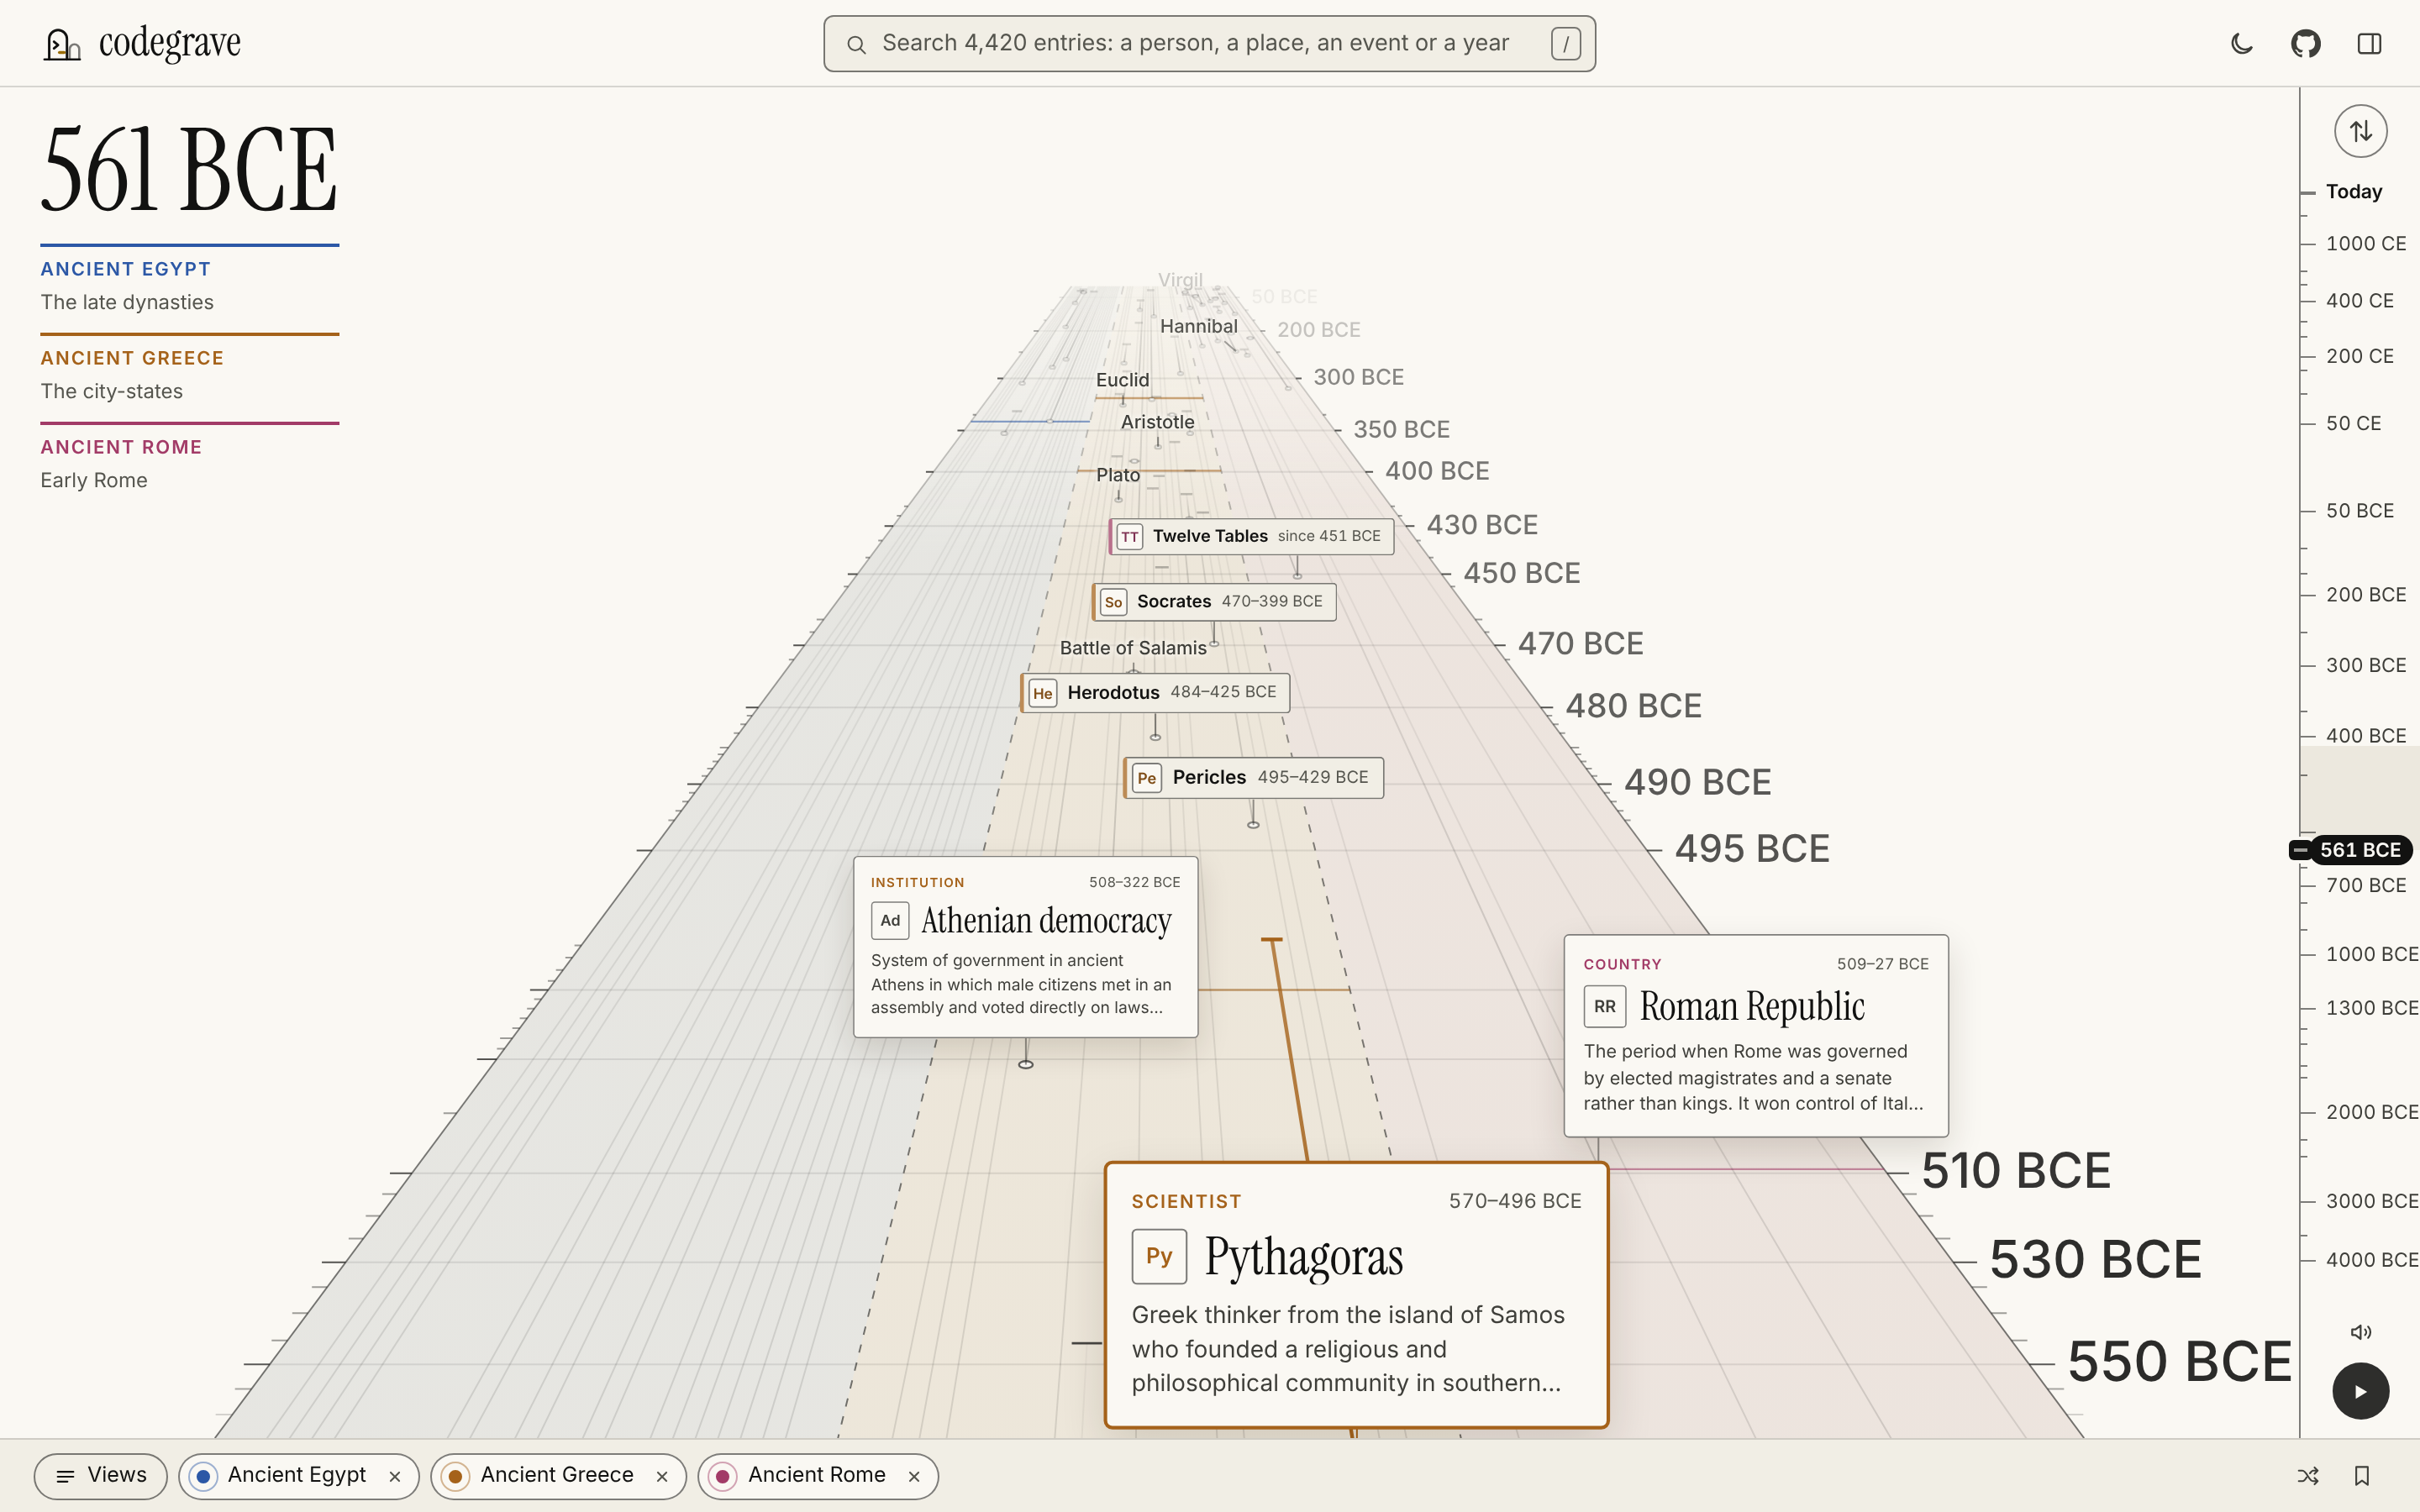 codegrave
Search 4,420 entries: a person, a place, an event or a year /
561 BCE
ANCIENT EGYPT
The late dynasties
ANCIENT GREECE
The city-states
ANCIENT ROME
Early Rome
Virgil
50 BCE
Hannibal
200 BCE
Euclid
300 BCE
Aristotle
350 BCE
Plato
400 BCE
TT Twelve Tables since 451 BCE
430 BCE
450 BCE
So Socrates 470–399 BCE
Battle of Salamis
470 BCE
He Herodotus 484–425 BCE
480 BCE
Pe Pericles 495–429 BCE
490 BCE
495 BCE
INSTITUTION 508–322 BCE
Ad Athenian democracy
System of government in ancient
Athens in which male citizens met in an
assembly and voted directly on laws...
COUNTRY 509–27 BCE
RR Roman Republic
The period when Rome was governed
by elected magistrates and a senate
rather than kings. It won control of Ital...
510 BCE
SCIENTIST 570–496 BCE
Py Pythagoras
Greek thinker from the island of Samos
who founded a religious and
philosophical community in southern...
530 BCE
550 BCE
Today
1000 CE
400 CE
200 CE
50 CE
50 BCE
200 BCE
300 BCE
400 BCE
561 BCE
700 BCE
1000 BCE
1300 BCE
2000 BCE
3000 BCE
4000 BCE
Views
Ancient Egypt
Ancient Greece
Ancient Rome